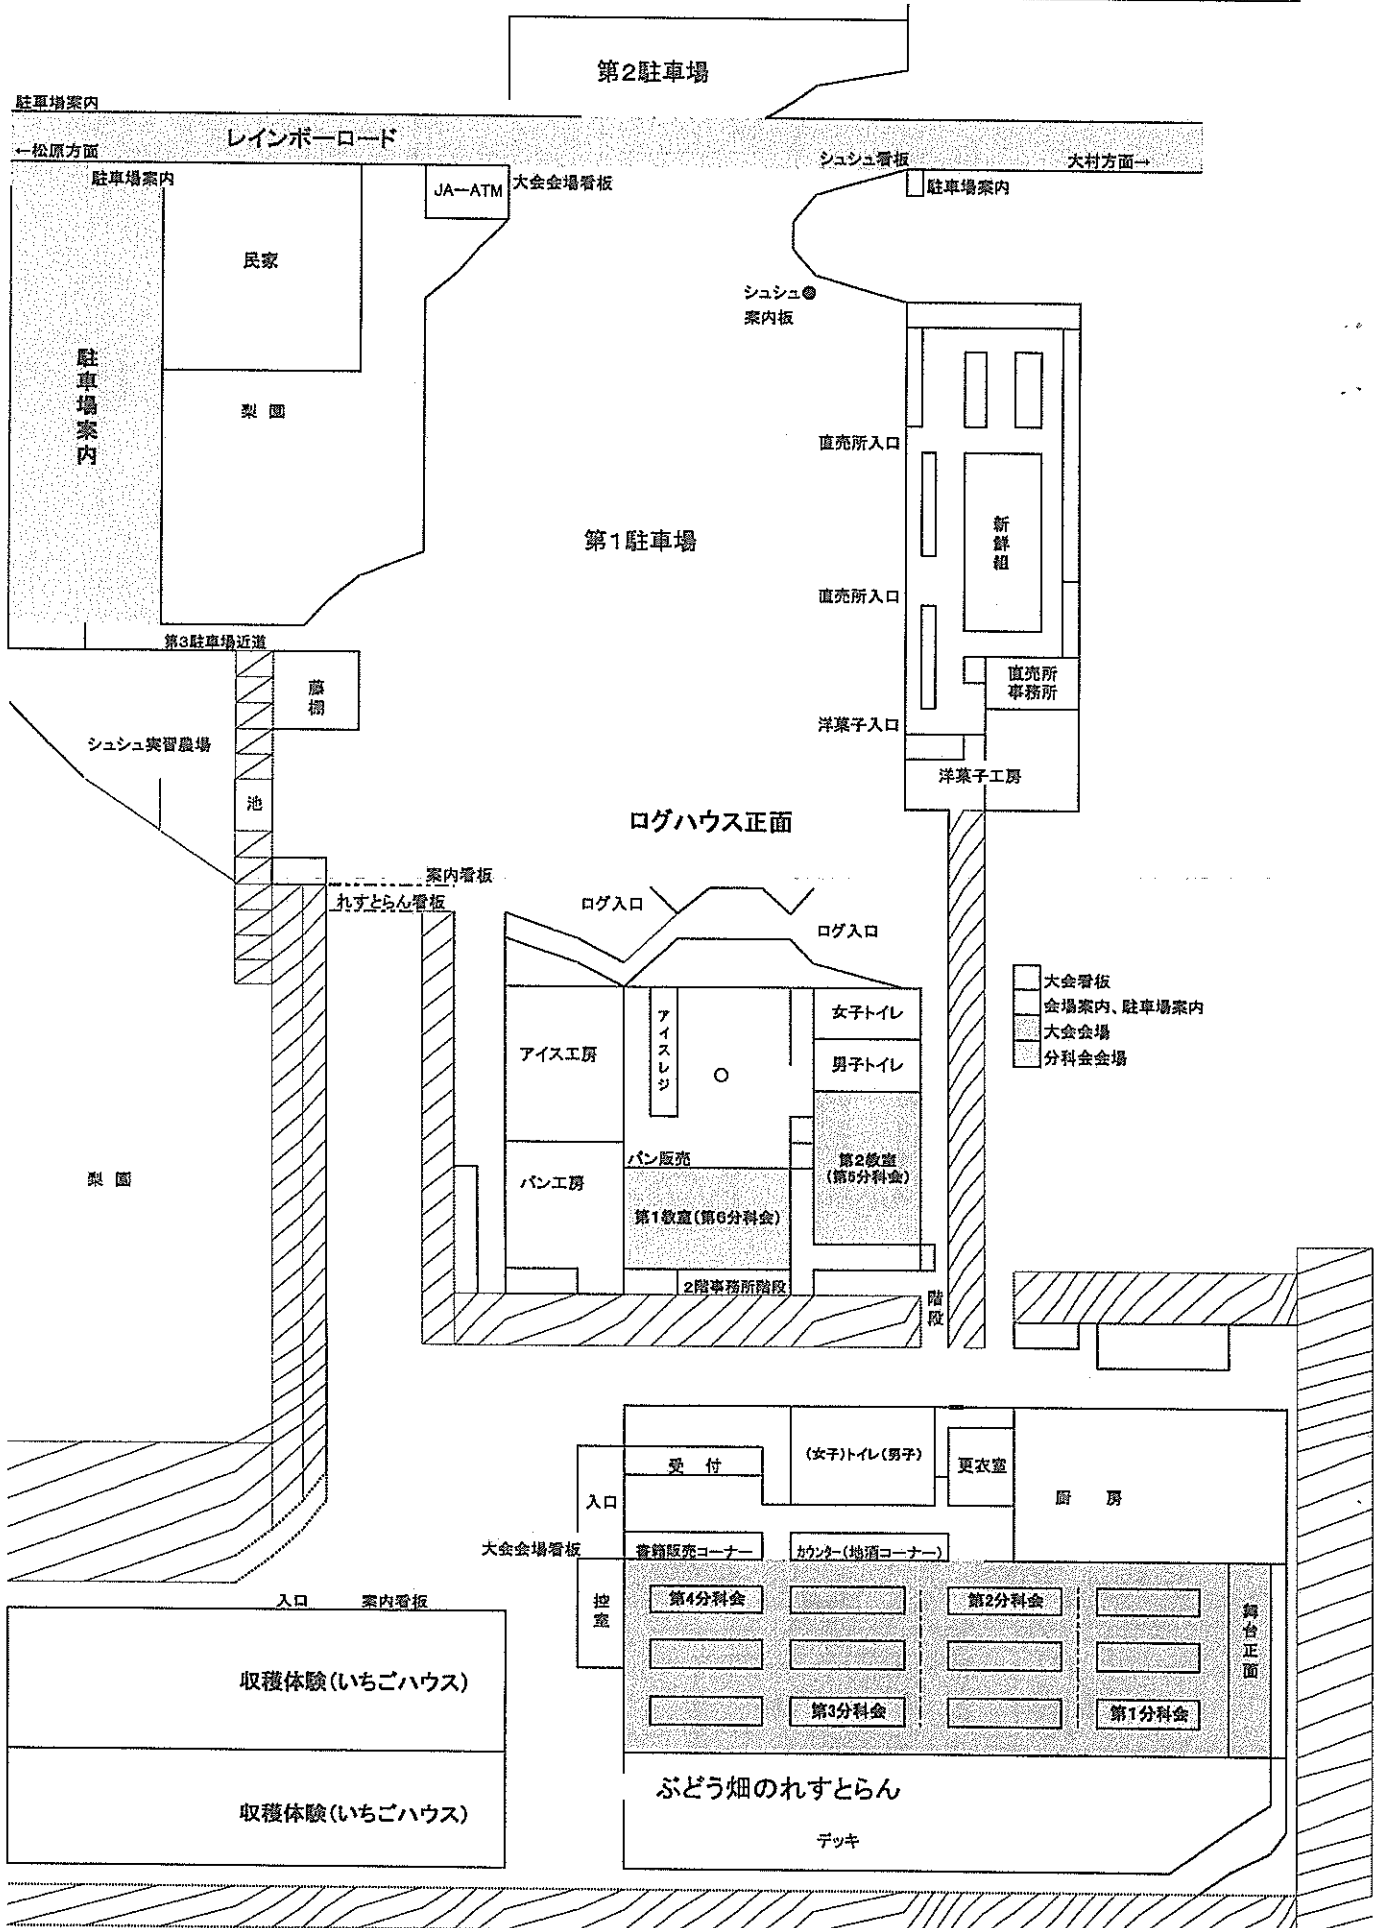 第2駐車場
駐車場案内
レインボーロード
←松原方面
シュシュ看板
大村方面→
駐車場案内
JAーATM
大会会場看板
駐車場案内
民家
シュシュ
案内板
駐車場案内
梨園
直売所入口
第1駐車場
新鮮組
直売所入口
第3駐車場近道
藤棚
直売所
事務所
洋菓子入口
シュシュ実習農場
洋菓子工房
池
ログハウス正面
案内看板
れすとらん看板
ログ入口
ログ入口
大会看板
会場案内、駐車場案内
大会会場
分科会会場
アイスレジ
女子トイレ
アイス工房
男子トイレ
パン販売
第2教室
(第5分科会)
梨園
パン工房
第1教室(第6分科会)
2階事務所階段
階段
受付
(女子)トイレ(男子)
更衣室
厨房
入口
大会会場看板
書籍販売コーナー
カウンター(地酒コーナー)
入口
案内看板
控室
第4分科会
第2分科会
舞台正面
収穫体験(いちごハウス)
第3分科会
第1分科会
ぶどう畑のれすとらん
収穫体験(いちごハウス)
デッキ